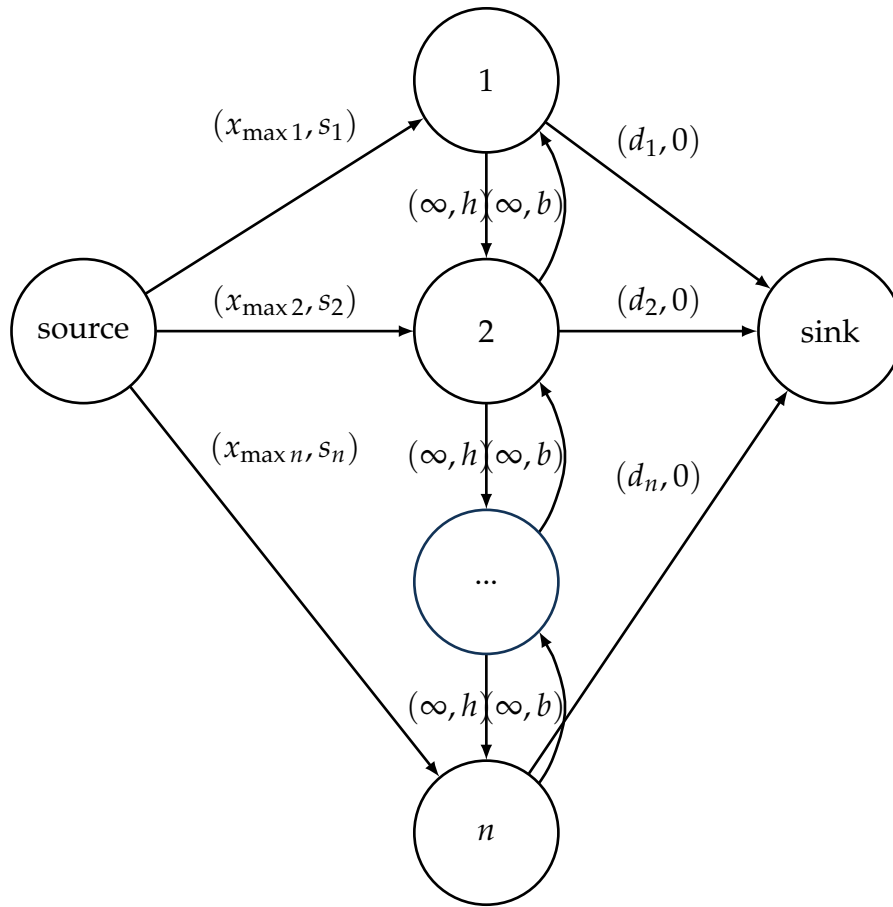 1
(x_max 1, s_1)
(d_1, 0)
(∞, h)(∞, b)
source
(x_max 2, s_2)
2
(d_2, 0)
sink
(x_max n, s_n)
(∞, h)(∞, b)
(d_n, 0)
...
(∞, h)(∞, b)
n